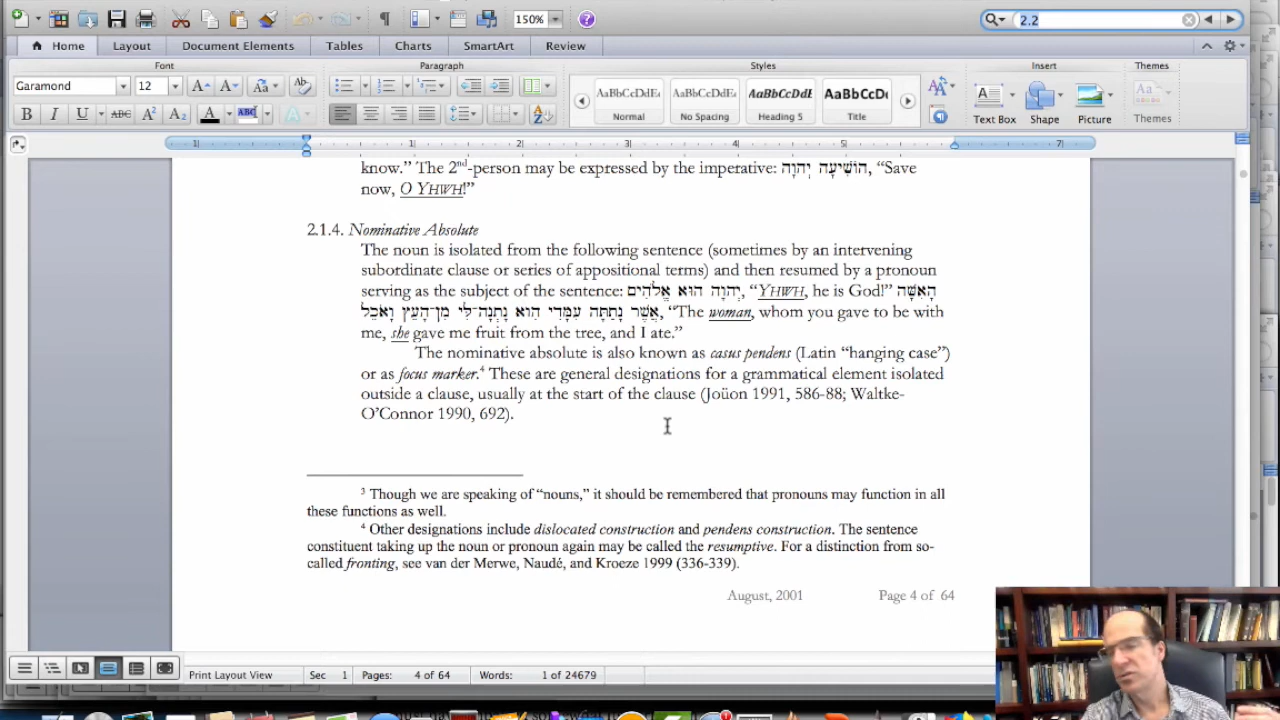 150%
2.2
Home Layout Document Elements Tables Charts SmartArt Review
Font Paragraph Styles Insert Themes
Garamond 12
AaBbCcDdE AaBbCcDdE AaBbCcDd AaBbCcDc
Normal No Spacing Heading 5 Title
Text Box Shape Picture Themes
1 1 2 3 4 5 7
know.” The 2nd-person may be expressed by the imperative: הוֹשִׁיעָה יְהוָה, “Save
now, O YHWH!”
2.1.4. Nominative Absolute
The noun is isolated from the following sentence (sometimes by an intervening
subordinate clause or series of appositional terms) and then resumed by a pronoun
serving as the subject of the sentence: יְהוָה הוּא אֱלֹהִים, “YHWH, he is God!” הָאִשָּׁה
אֲשֶׁר נָתַתָּה עִמָּדִי הִוא נָתְנָה־לִּי מִן־הָעֵץ וָאֹכֵל, “The woman, whom you gave to be with
me, she gave me fruit from the tree, and I ate.”
The nominative absolute is also known as casus pendens (Latin “hanging case”)
or as focus marker.4 These are general designations for a grammatical element isolated
outside a clause, usually at the start of the clause (Joüon 1991, 586-88; Waltke-
O’Connor 1990, 692).
3 Though we are speaking of “nouns,” it should be remembered that pronouns may function in all
these functions as well.
4 Other designations include dislocated construction and pendens construction. The sentence
constituent taking up the noun or pronoun again may be called the resumptive. For a distinction from so-
called fronting, see van der Merwe, Naudé, and Kroeze 1999 (336-339).
August, 2001 Page 4 of 64
Print Layout View Sec 1 Pages: 4 of 64 Words: 1 of 24679